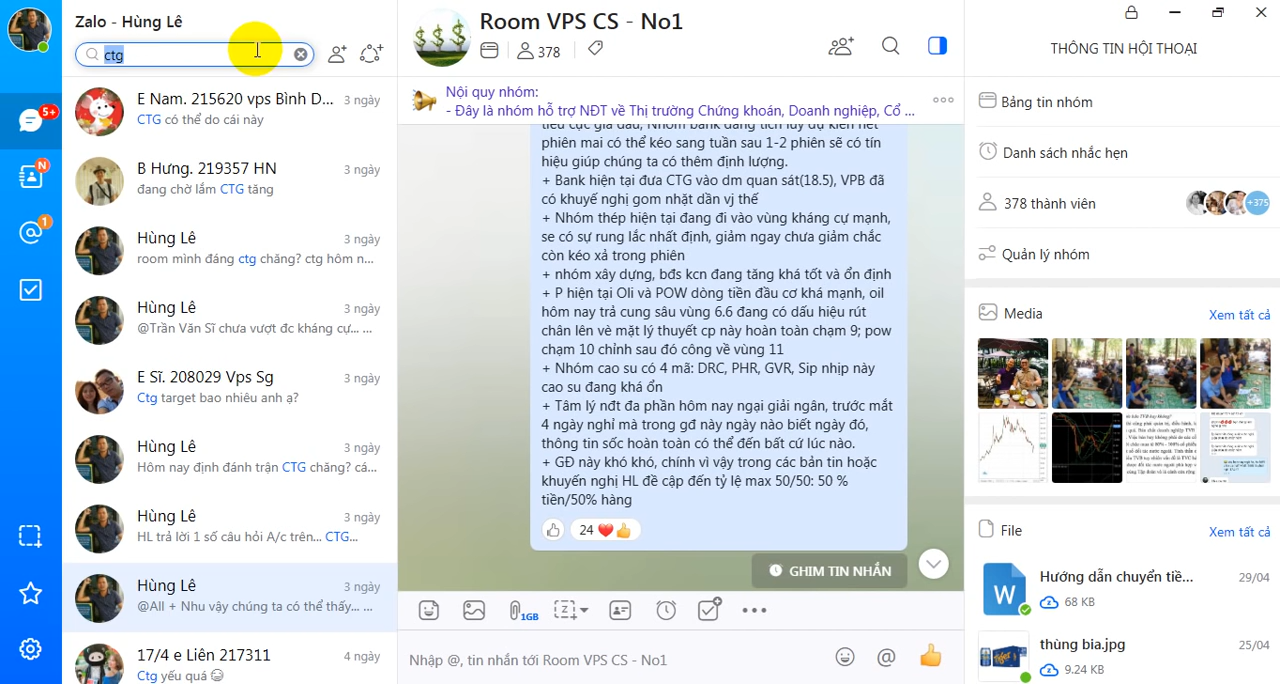 Zalo - Hùng Lê
ctg
5+
N
1
E Nam. 215620 vps Bình D...
3 ngày
CTG có thể do cái này
B Hưng. 219357 HN
3 ngày
đang chờ lắm CTG tăng
Hùng Lê
3 ngày
room mình đáng ctg chăng? ctg hôm n...
Hùng Lê
3 ngày
@Trần Văn Sĩ chưa vượt đc kháng cự... ...
E Sĩ. 208029 Vps Sg
3 ngày
Ctg target bao nhiêu anh ạ?
Hùng Lê
3 ngày
Hôm nay định đánh trận CTG chăng? cá...
Hùng Lê
3 ngày
HL trả lời 1 số câu hỏi A/c trên... CTG...
Hùng Lê
3 ngày
@All + Nhu vậy chúng ta có thể thấy... ...
17/4 e Liên 217311
4 ngày
Ctg yếu quá
Room VPS CS - No1
378
Nội quy nhóm:
- Đây là nhóm hỗ trợ NĐT về Thị trường Chứng khoán, Doanh nghiệp, Cổ ...
phiên mai có thể kéo sang tuần sau 1-2 phiên sẽ có tín
hiệu giúp chúng ta có thêm định lượng.
+ Bank hiện tại đưa CTG vào dm quan sát(18.5), VPB đã
có khuyế nghị gom nhặt dần vị thế
+ Nhóm thép hiện tại đang đi vào vùng kháng cự mạnh,
se có sự rung lắc nhất định, giảm ngay chưa giảm chắc
còn kéo xả trong phiên
+ nhóm xây dựng, bđs kcn đang tăng khá tốt và ổn định
+ P hiện tại Oli và POW dòng tiền đầu cơ khá mạnh, oil
hôm nay trả cung sâu vùng 6.6 đang có dấu hiệu rút
chân lên vè mặt lý thuyết cp này hoàn toàn chạm 9; pow
chạm 10 chỉnh sau đó công về vùng 11
+ Nhóm cao su có 4 mã: DRC, PHR, GVR, Sip nhịp này
cao su đang khá ổn
+ Tâm lý nđt đa phần hôm nay ngại giải ngân, trước mắt
4 ngày nghỉ mà trong gđ này ngày nào biết ngày đó,
thông tin sốc hoàn toàn có thể đến bất cứ lúc nào.
+ GĐ này khó khó, chính vì vậy trong các bản tin hoặc
khuyến nghị HL đề cập đến tỷ lệ max 50/50: 50 %
tiền/50% hàng
24
GHIM TIN NHẮN
1GB
Nhập @, tin nhắn tới Room VPS CS - No1
THÔNG TIN HỘI THOẠI
Bảng tin nhóm
Danh sách nhắc hẹn
378 thành viên
+375
Quản lý nhóm
Media
Xem tất cả
File
Xem tất cả
W
Hướng dẫn chuyển tiề...
29/04
68 KB
thùng bia.jpg
25/04
9.24 KB